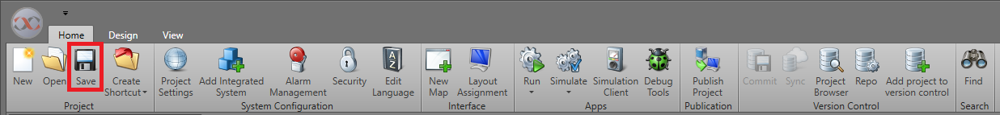 Home Design View
New Open Save Create Shortcut
Project Settings Add Integrated System Alarm Management Security Edit Language
New Map Layout Assignment
Run Simulate Simulation Client Debug Tools
Publish Project
Commit Sync Project Browser Repo Add project to version control
Find
Project System Configuration Interface Apps Publication Version Control Search